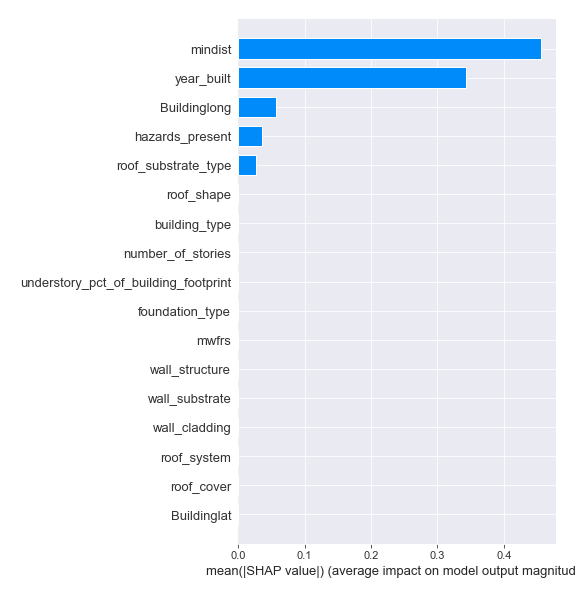 mindist
year_built
Buildinglong
hazards_present
roof_substrate_type
roof_shape
building_type
number_of_stories
understory_pct_of_building_footprint
foundation_type
mwfrs
wall_structure
wall_substrate
wall_cladding
roof_system
roof_cover
Buildinglat
0.0 0.1 0.2 0.3 0.4
mean(|SHAP value|) (average impact on model output magnitud